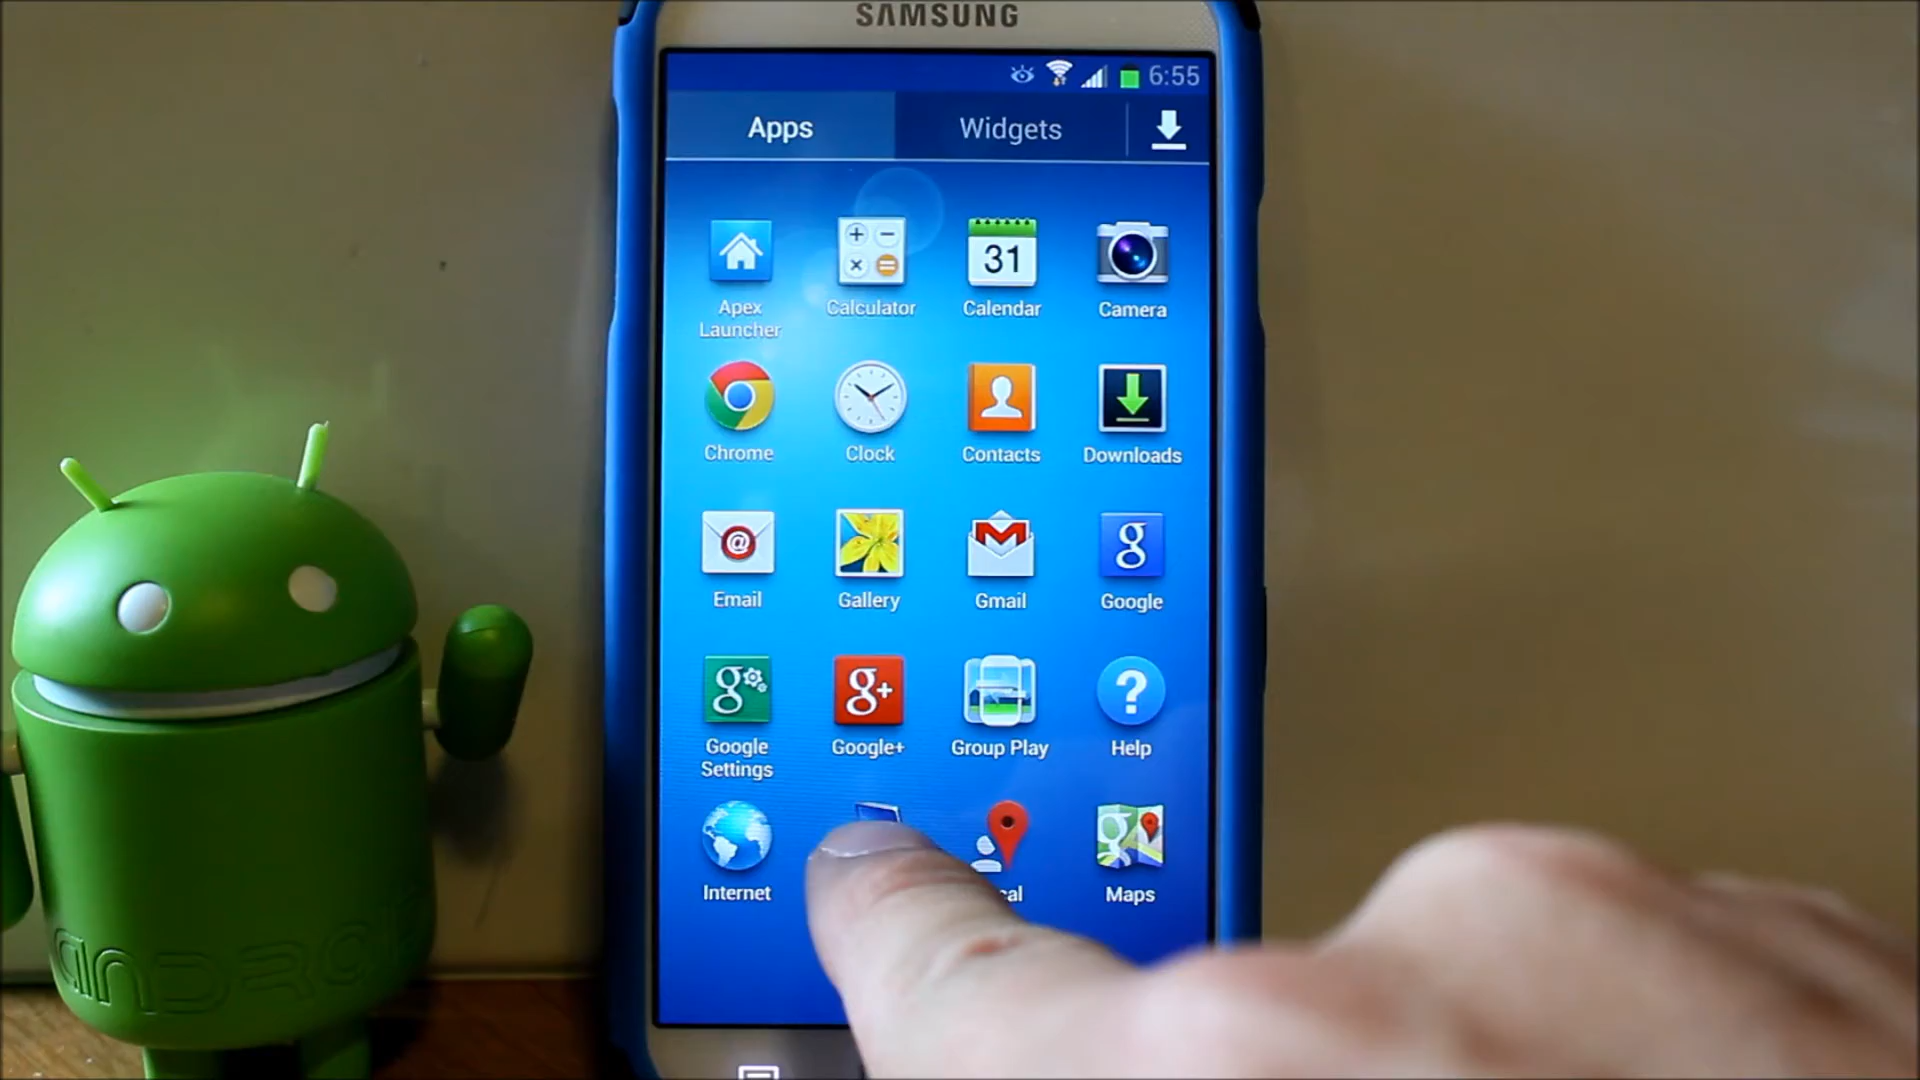 SAMSUNG
6:55
Apps
Widgets
31
Apex
Launcher
Calculator
Calendar
Camera
Chrome
Clock
Contacts
Downloads
@
Email
Gallery
Gmail
g
Google
g
g+
?
Google
Settings
Google+
Group Play
Help
g
Internet
Maps
ANDROID